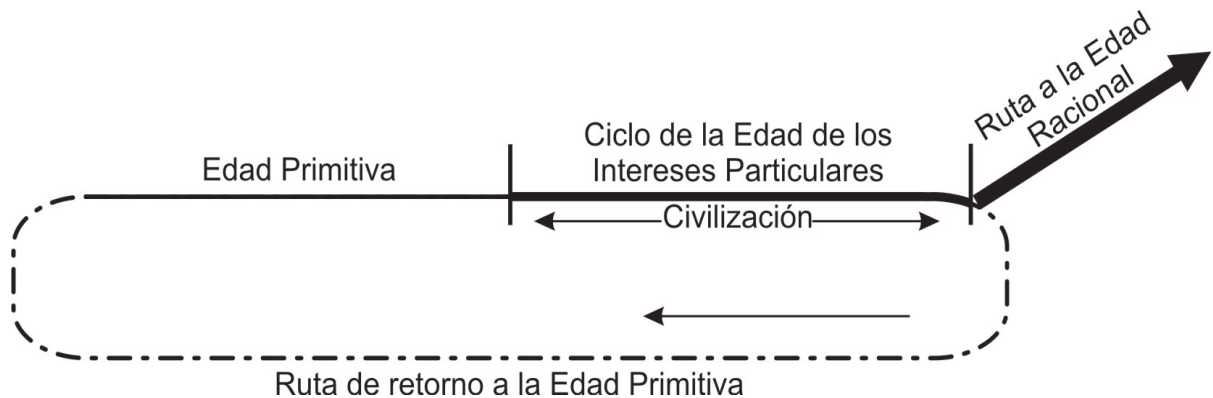 Edad Primitiva
Ciclo de la Edad de los
Intereses Particulares
Civilización
Ruta a la Edad
Racional
Ruta de retorno a la Edad Primitiva